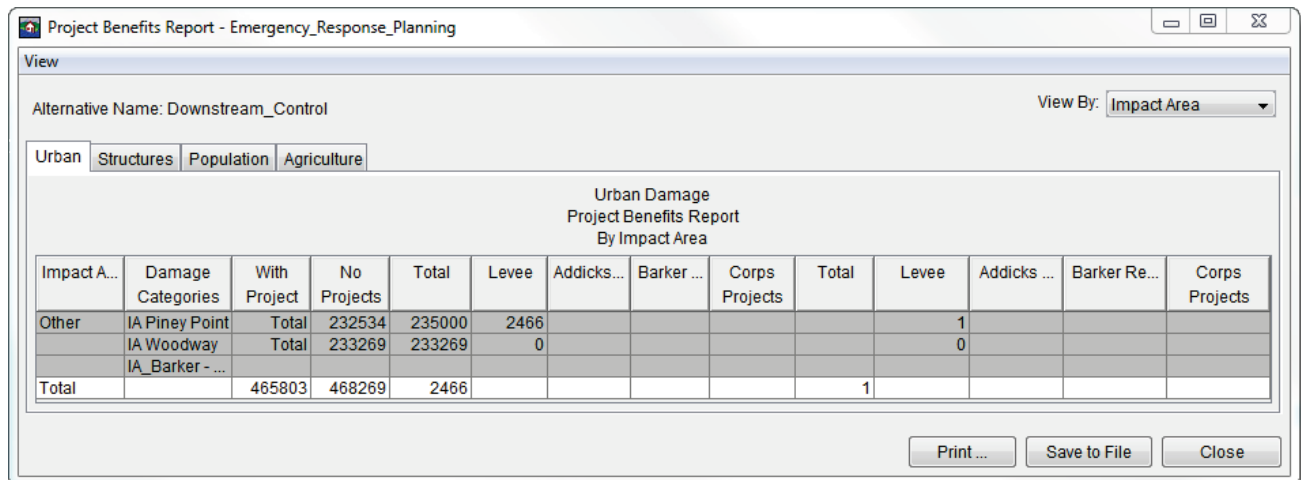 Project Benefits Report - Emergency_Response_Planning
View
Alternative Name: Downstream_Control
View By: Impact Area
Urban Structures Population Agriculture
Urban Damage
Project Benefits Report
By Impact Area
Impact A... Damage Categories With Project No Projects Total Levee Addicks... Barker ... Corps Projects Total Levee Addicks ... Barker Re... Corps Projects
Other IA Piney Point Total 232534 235000 2466 1
IA Woodway Total 233269 233269 0 0
IA_Barker - ...
Total 465803 468269 2466 1
Print ... Save to File Close